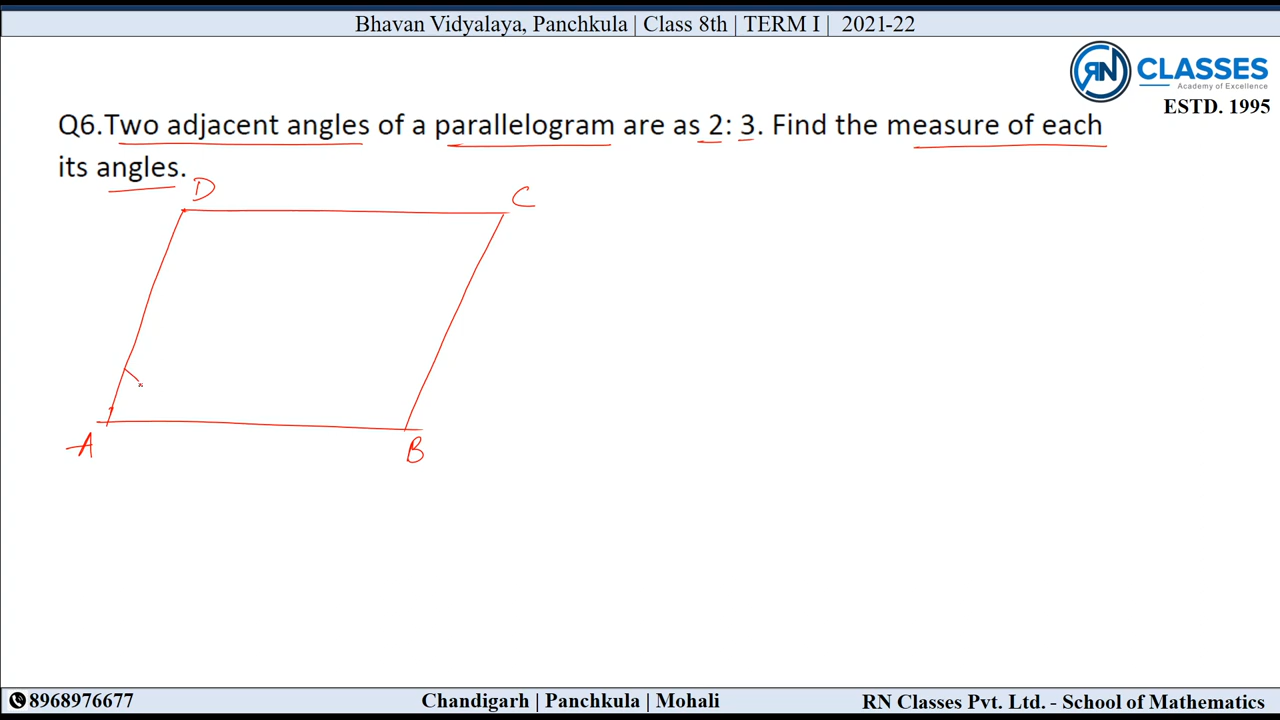 Bhavan Vidyalaya, Panchkula | Class 8th | TERM I | 2021-22
RN CLASSES
Academy of Excellence
ESTD. 1995
Q6.Two adjacent angles of a parallelogram are as 2: 3. Find the measure of each
its angles.
D
C
A
B
8968976677
Chandigarh | Panchkula | Mohali
RN Classes Pvt. Ltd. - School of Mathematics